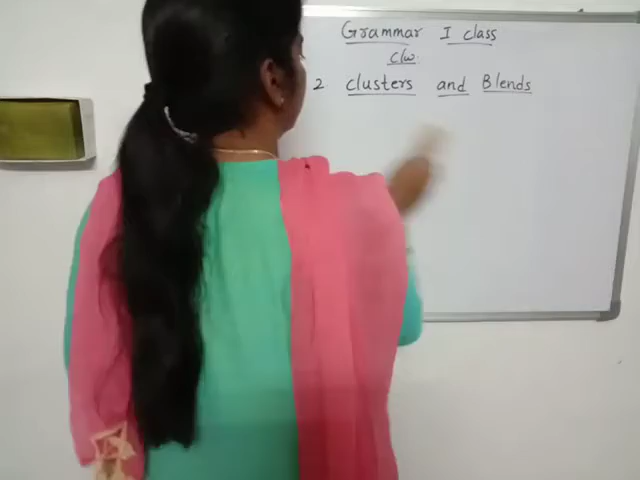 Grammar I class
c/w.
2 clusters and Blends